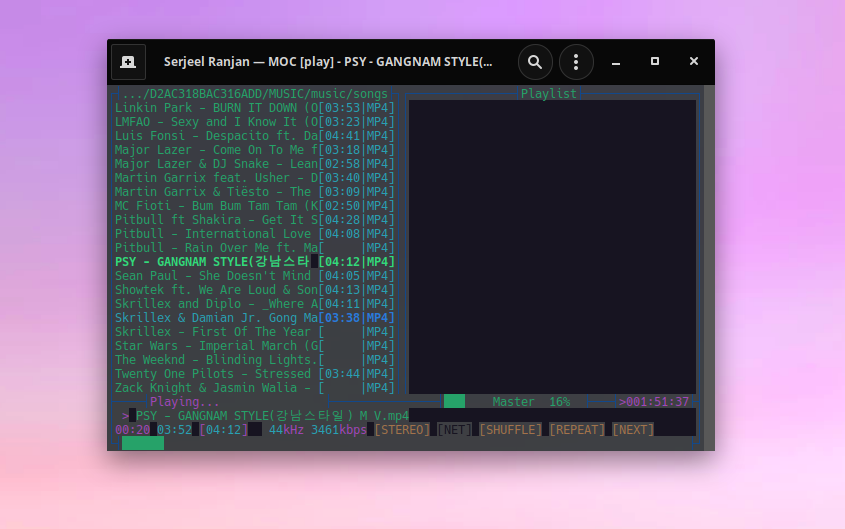 Serjeel Ranjan — MOC [play] - PSY - GANGNAM STYLE(...
.../D2AC318BAC316ADD/MUSIC/music/songs Playlist
Linkin Park - BURN IT DOWN (O[03:53|MP4]
LMFAO - Sexy and I Know It (O[03:23|MP4]
Luis Fonsi - Despacito ft. Da[04:41|MP4]
Major Lazer - Come On To Me f[03:18|MP4]
Major Lazer & DJ Snake - Lean[02:58|MP4]
Martin Garrix feat. Usher - D[03:40|MP4]
Martin Garrix & Tiësto - The [03:09|MP4]
MC Fioti - Bum Bum Tam Tam (K[02:50|MP4]
Pitbull ft Shakira - Get It S[04:28|MP4]
Pitbull - International Love [04:08|MP4]
Pitbull - Rain Over Me ft. Ma[ |MP4]
PSY - GANGNAM STYLE(강남스타 [04:12|MP4]
Sean Paul - She Doesn't Mind [04:05|MP4]
Showtek ft. We Are Loud & Son[04:13|MP4]
Skrillex and Diplo - _Where A[04:11|MP4]
Skrillex & Damian Jr. Gong Ma[03:38|MP4]
Skrillex - First Of The Year [ |MP4]
Star Wars - Imperial March (G[ |MP4]
The Weeknd - Blinding Lights.[ |MP4]
Twenty One Pilots - Stressed [03:44|MP4]
Zack Knight & Jasmin Walia - [ |MP4]
Playing... Master 16% >001:51:37
> PSY - GANGNAM STYLE(강남스타일) M_V.mp4
00:20 03:52 [04:12] 44kHz 3461kbps [STEREO] [NET] [SHUFFLE] [REPEAT] [NEXT]